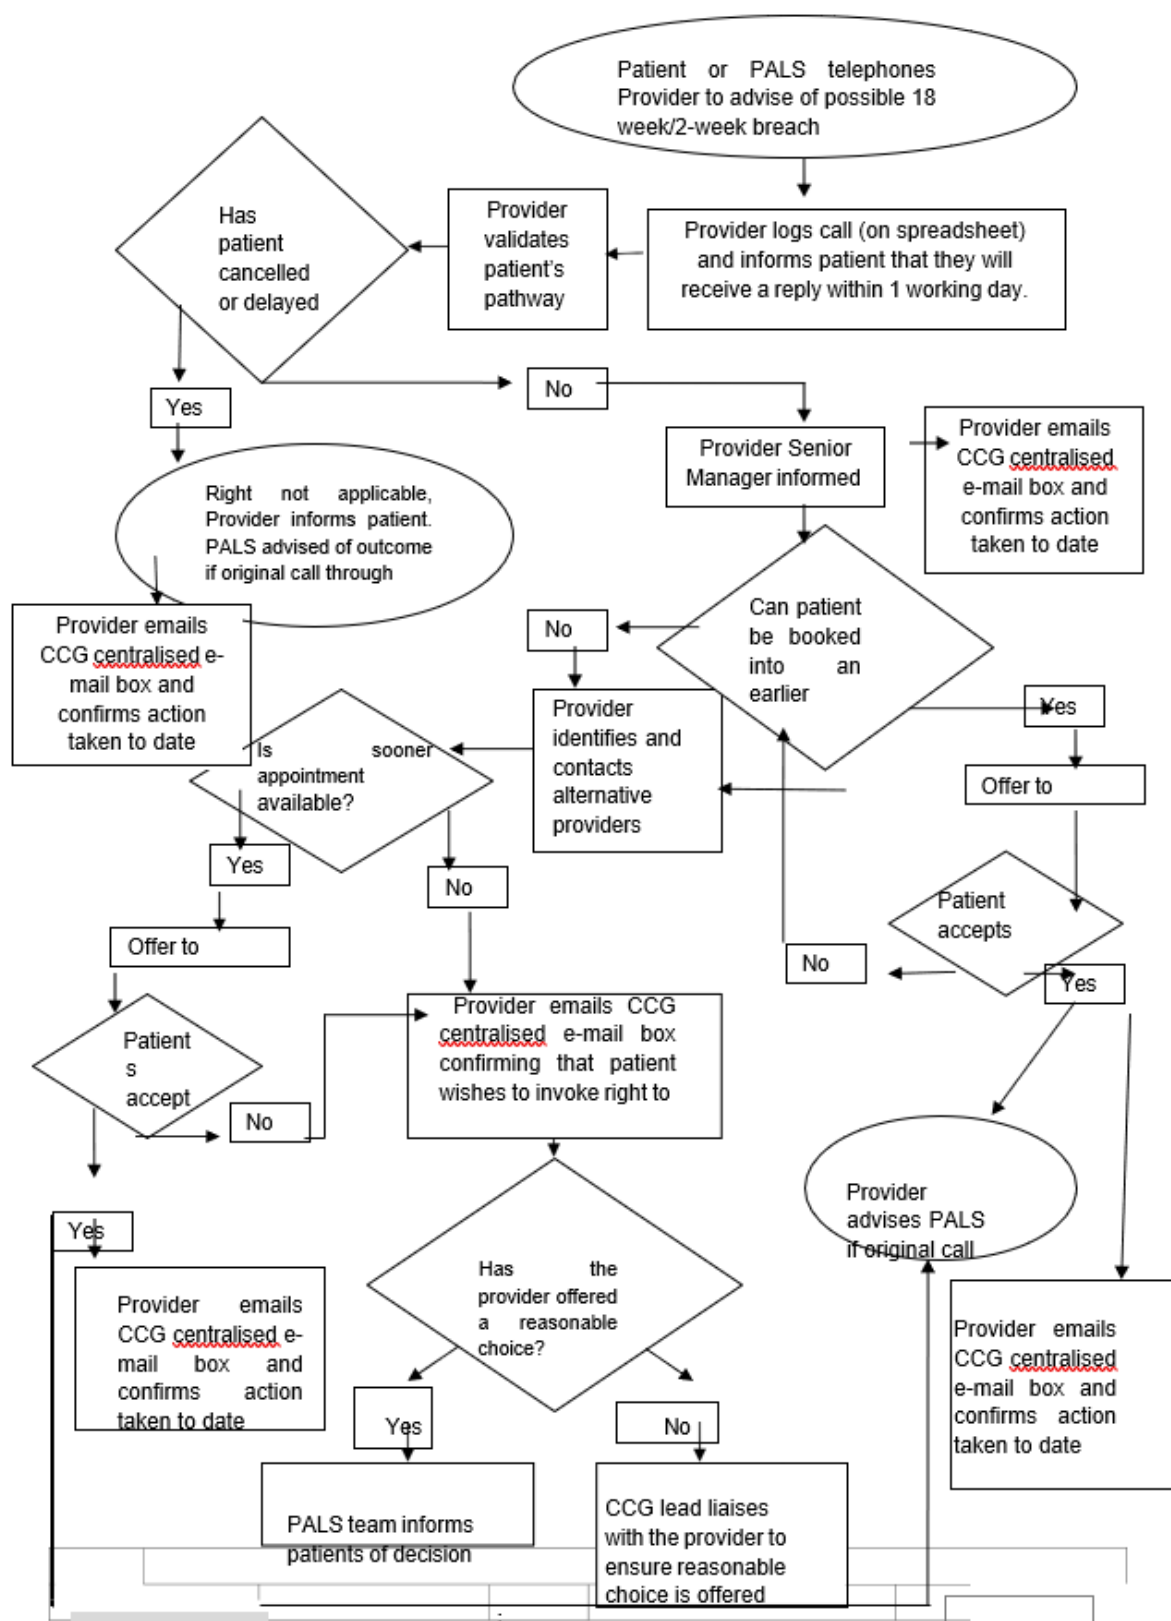 Patient or PALS telephones
Provider to advise of possible 18
week/2-week breach
Provider logs call (on spreadsheet)
and informs patient that they will
receive a reply within 1 working day.
Provider
validates
patient's
pathway
Has
patient
cancelled
or delayed
Yes
No
Right not applicable,
Provider informs patient.
PALS advised of outcome
if original call through
Provider emails
CCG centralised e-
mail box and
confirms action
taken to date
Provider Senior
Manager informed
Provider emails
CCG centralised
e-mail box and
confirms action
taken to date
Can patient
be booked
into an
earlier
No
Yes
Provider
identifies and
contacts
alternative
providers
Offer to
Is sooner
appointment
available?
Yes
No
Patient
accepts
No
Yes
Offer to
Patient
s
accept
No
Yes
Provider emails CCG
centralised e-mail box
confirming that patient
wishes to invoke right to
Provider
advises PALS
if original call
Provider emails
CCG centralised e-
mail box and
confirms action
taken to date
Has the
provider offered
a reasonable
choice?
Provider emails
CCG centralised
e-mail box and
confirms action
taken to date
Yes
No
PALS team informs
patients of decision
CCG lead liaises
with the provider to
ensure reasonable
choice is offered